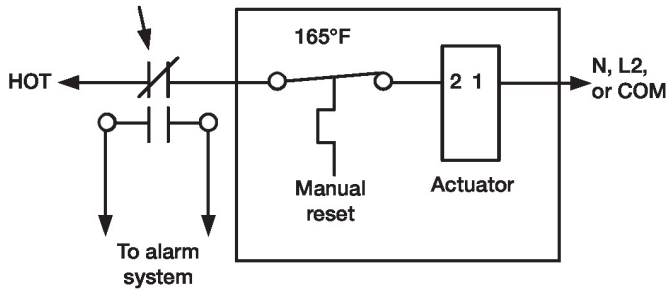 165°F
HOT
2 1
N, L2,
or COM
Manual
reset
Actuator
To alarm
system